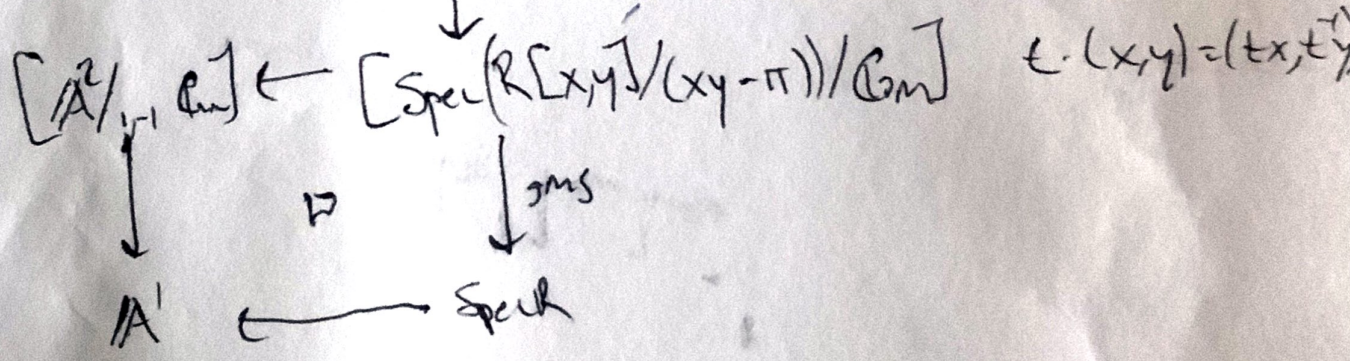 [𝔸²/₁,₋₁ 𝔾ₘ] ← [Spec(R[x,y]/(xy-π))/𝔾m] t·(x,y)=(tx,t⁻¹y)
↓ □ ↓ gms
𝔸¹ ← Spec R